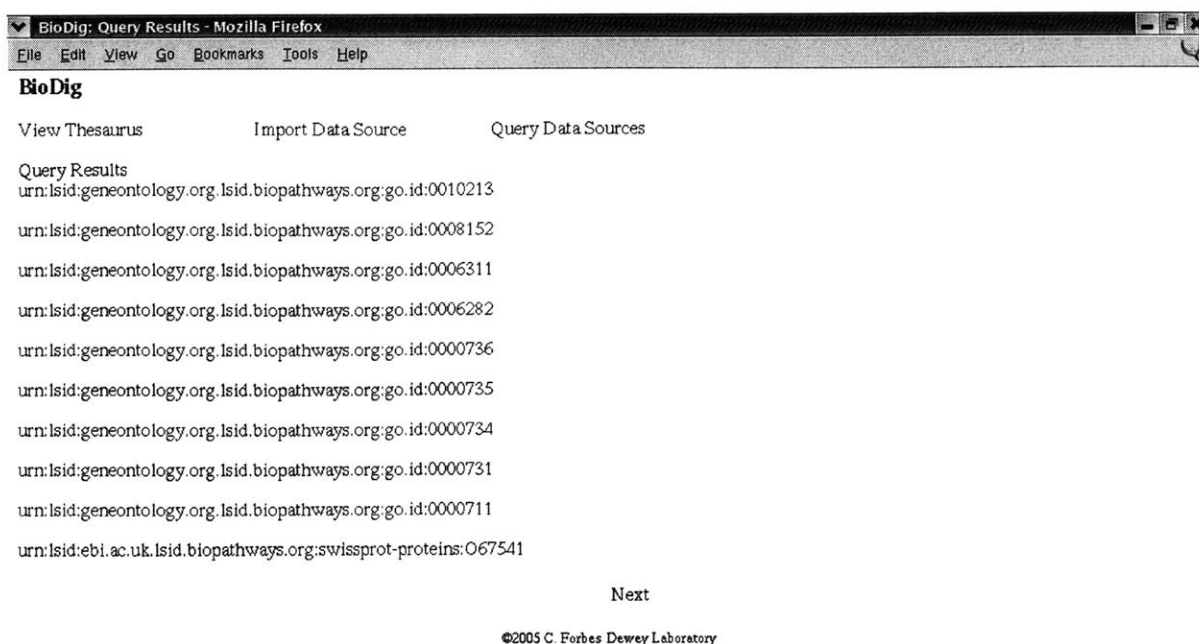 BioDig: Query Results - Mozilla Firefox
File Edit View Go Bookmarks Tools Help
BioDig
View Thesaurus Import Data Source Query Data Sources
Query Results
urn:lsid:geneontology.org.lsid.biopathways.org:go.id:0010213
urn:lsid:geneontology.org.lsid.biopathways.org:go.id:0008152
urn:lsid:geneontology.org.lsid.biopathways.org:go.id:0006311
urn:lsid:geneontology.org.lsid.biopathways.org:go.id:0006282
urn:lsid:geneontology.org.lsid.biopathways.org:go.id:0000736
urn:lsid:geneontology.org.lsid.biopathways.org:go.id:0000735
urn:lsid:geneontology.org.lsid.biopathways.org:go.id:0000734
urn:lsid:geneontology.org.lsid.biopathways.org:go.id:0000731
urn:lsid:geneontology.org.lsid.biopathways.org:go.id:0000711
urn:lsid:ebi.ac.uk.lsid.biopathways.org:swissprot-proteins:O67541
Next
©2005 C. Forbes Dewey Laboratory